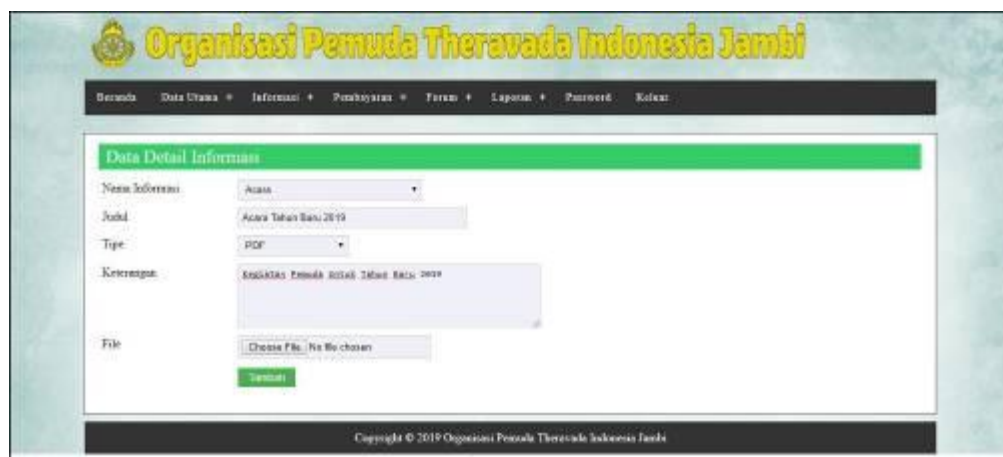 Organisasi Pemuda Theravada Indonesia Jambi
Beranda Data Utama + Informasi + Pembayaran + Forum + Laporan + Password Keluar
Data Detail Informasi
Nama Informasi Acara
Judul Acara Tahun Baru 2019
Tipe PDF
Keterangan Kegiatan Pemuda untuk Tahun Baru 2019
File Choose File No file chosen
Tambah
Copyright © 2019 Organisasi Pemuda Theravada Indonesia Jambi